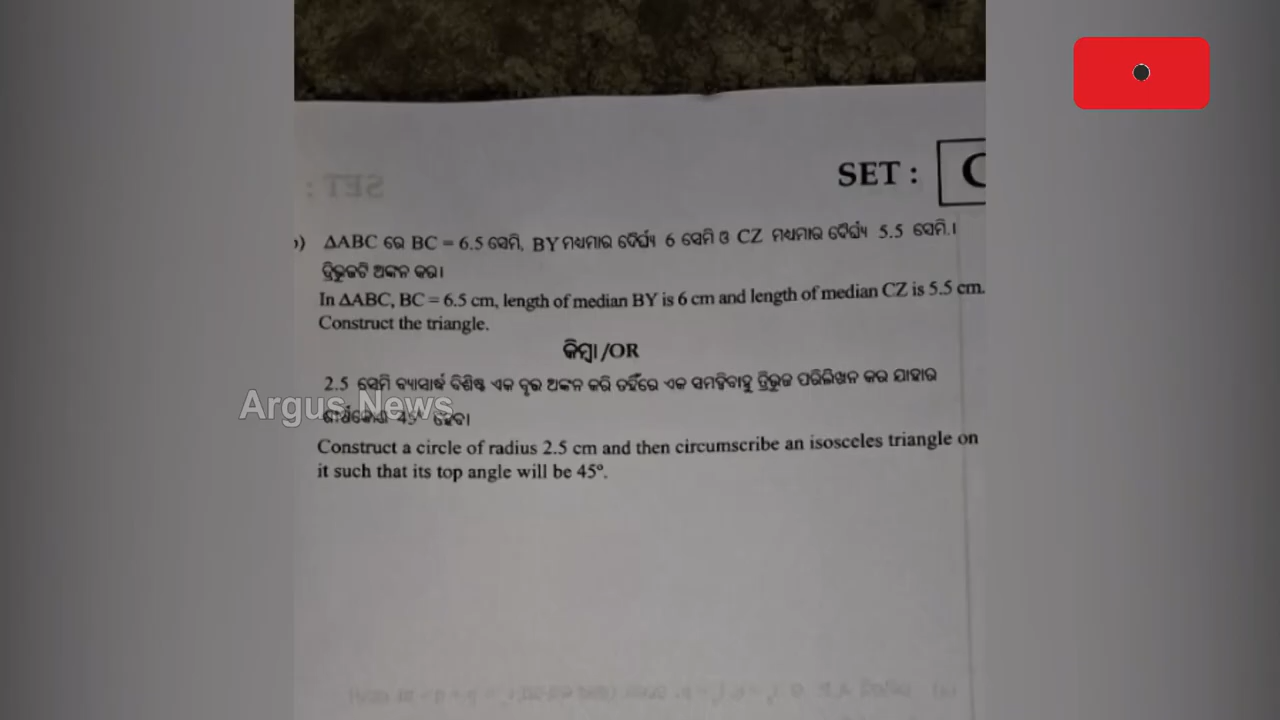 SET :
SET : C
b) ΔABC ରେ BC = 6.5 ସେମି, BY ମଧ୍ୟମାର ଦୈର୍ଘ୍ୟ 6 ସେମି ଓ CZ ମଧ୍ୟମାର ଦୈର୍ଘ୍ୟ 5.5 ସେମି.।
ତ୍ରିଭୁଜଟି ଅଙ୍କନ କର।
In ΔABC, BC = 6.5 cm, length of median BY is 6 cm and length of median CZ is 5.5 cm.
Construct the triangle.
କିମ୍ବା /OR
2.5 ସେମି ବ୍ୟାସାର୍ଦ୍ଧ ବିଶିଷ୍ଟ ଏକ ବୃତ୍ତ ଅଙ୍କନ କରି ତହିଁରେ ଏକ ସମଦ୍ବିବାହୁ ତ୍ରିଭୁଜ ପରିଲିଖନ କର ଯାହାର
ଶୀର୍ଷକୋଣ 45° ହେବ।
Argus News
Construct a circle of radius 2.5 cm and then circumscribe an isosceles triangle on
it such that its top angle will be 45°.